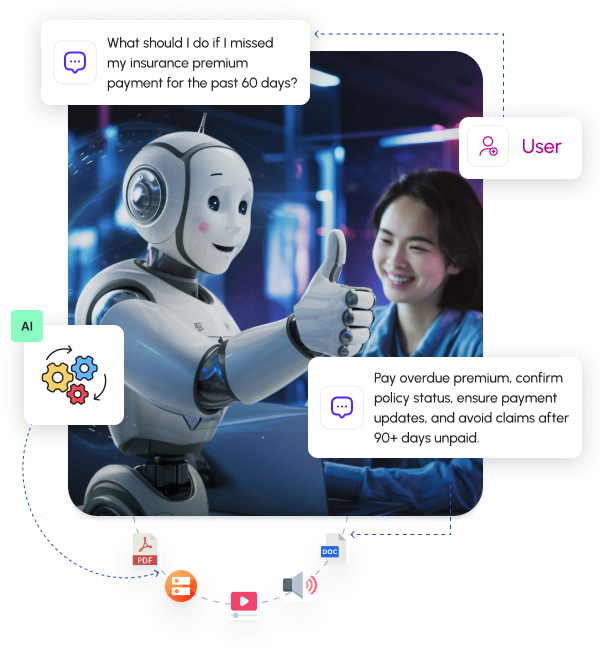 What should I do if I missed
my insurance premium
payment for the past 60 days?
User
AI
Pay overdue premium, confirm
policy status, ensure payment
updates, and avoid claims after
90+ days unpaid.
PDF
DOC